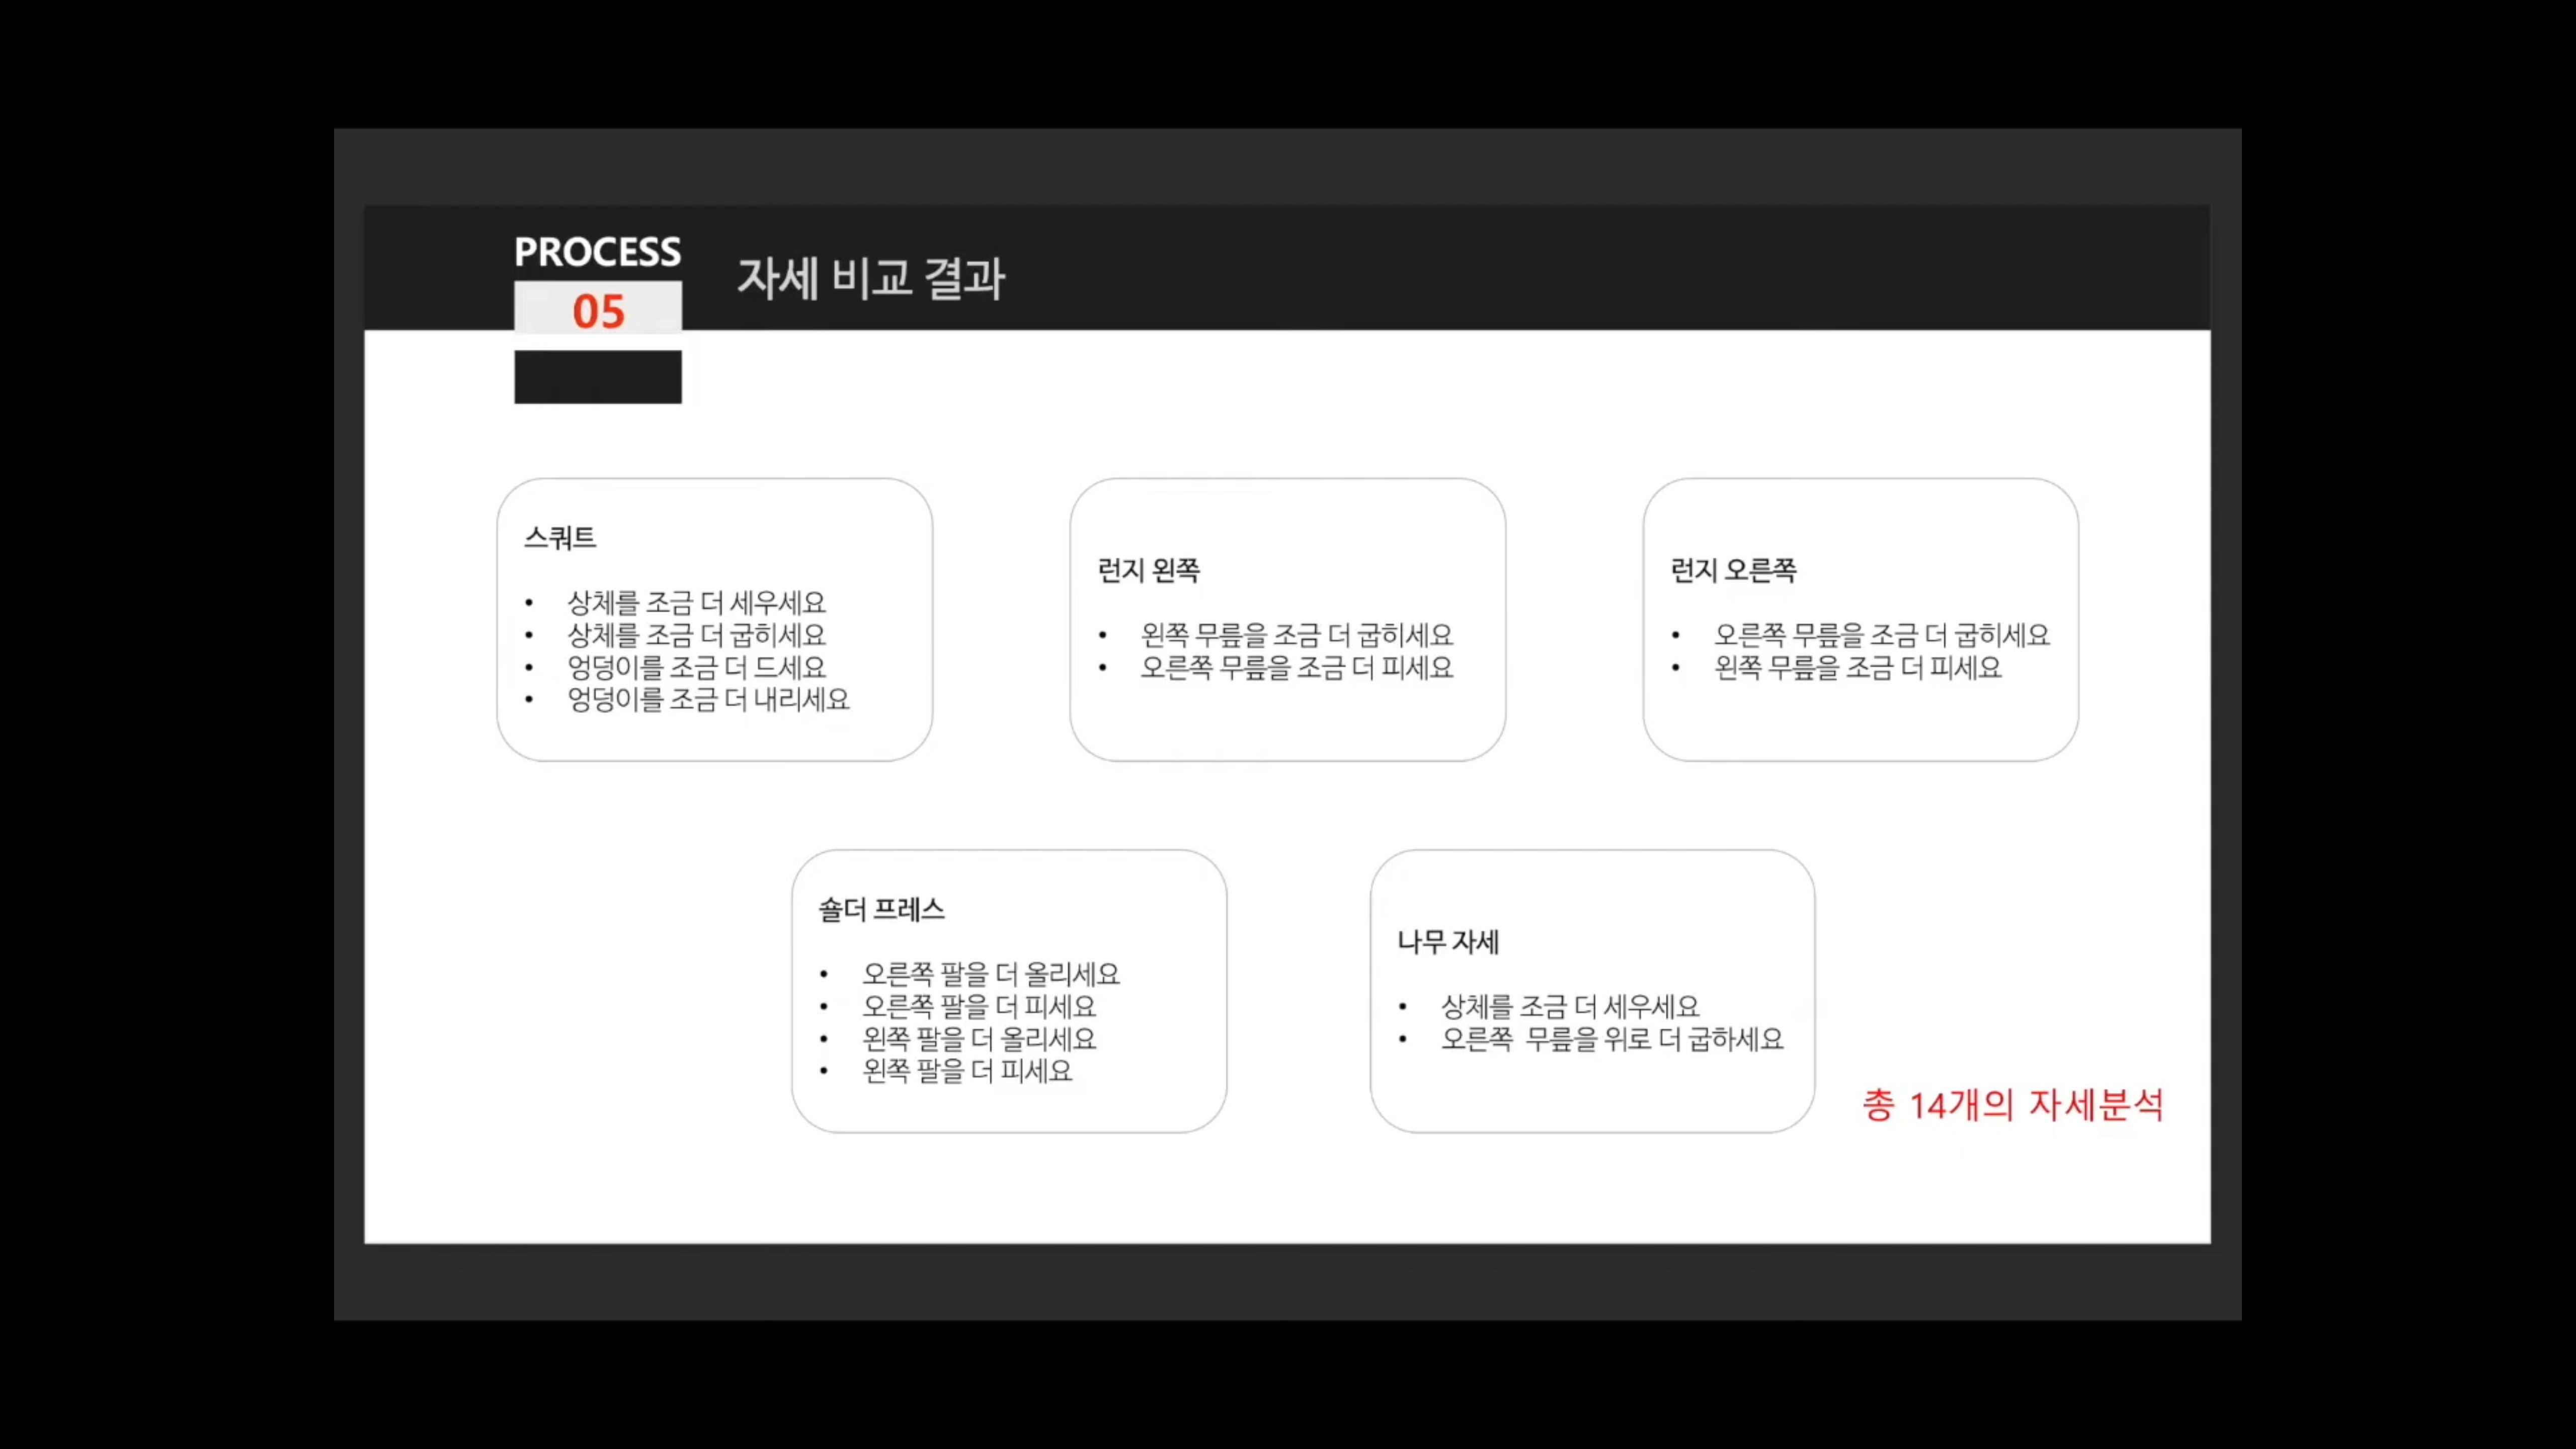 PROCESS
05
자세 비교 결과
스쿼트
• 상체를 조금 더 세우세요
• 상체를 조금 더 굽히세요
• 엉덩이를 조금 더 드세요
• 엉덩이를 조금 더 내리세요
런지 왼쪽
• 왼쪽 무릎을 조금 더 굽히세요
• 오른쪽 무릎을 조금 더 피세요
런지 오른쪽
• 오른쪽 무릎을 조금 더 굽히세요
• 왼쪽 무릎을 조금 더 피세요
숄더 프레스
• 오른쪽 팔을 더 올리세요
• 오른쪽 팔을 더 피세요
• 왼쪽 팔을 더 올리세요
• 왼쪽 팔을 더 피세요
나무 자세
• 상체를 조금 더 세우세요
• 오른쪽 무릎을 위로 더 굽하세요
총 14개의 자세분석